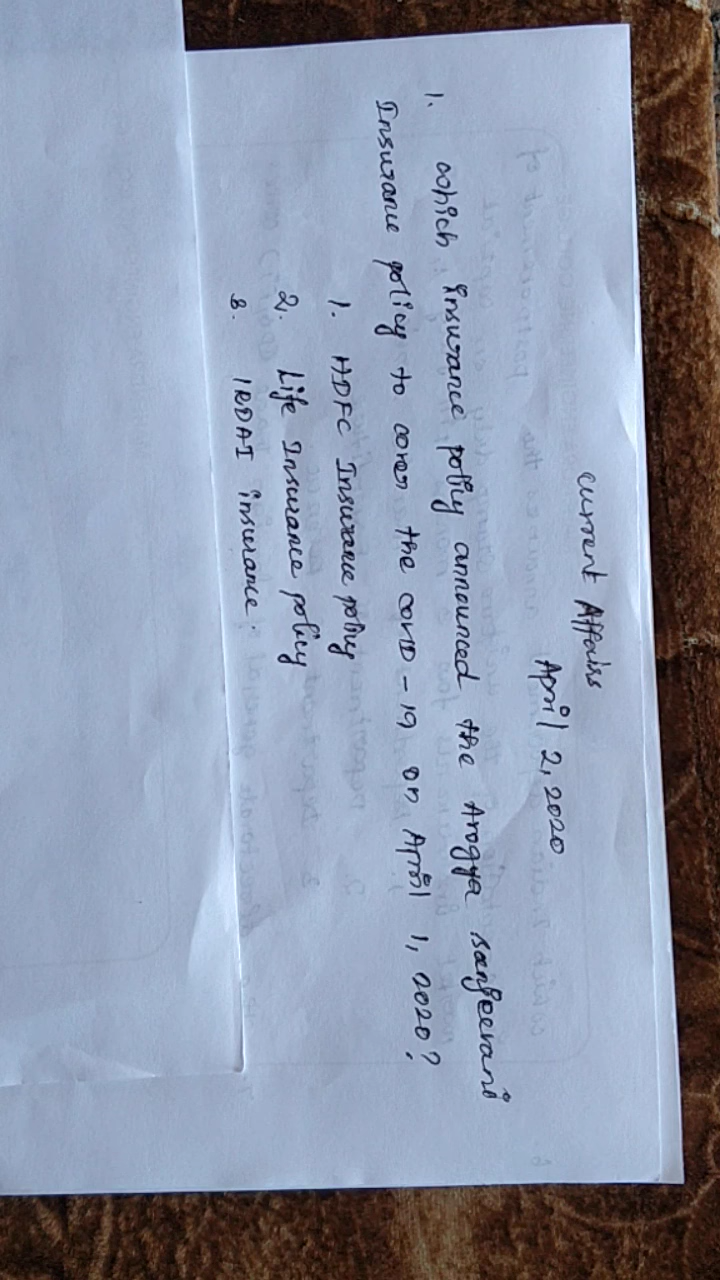 Current Affairs
April 2, 2020
1. which insurance policy announced the Arogya sanjeevani
Insurance policy to cover the COVID-19 on April 1, 2020?
1. HDFC Insurance policy
2. Life Insurance policy
3. IRDAI insurance.